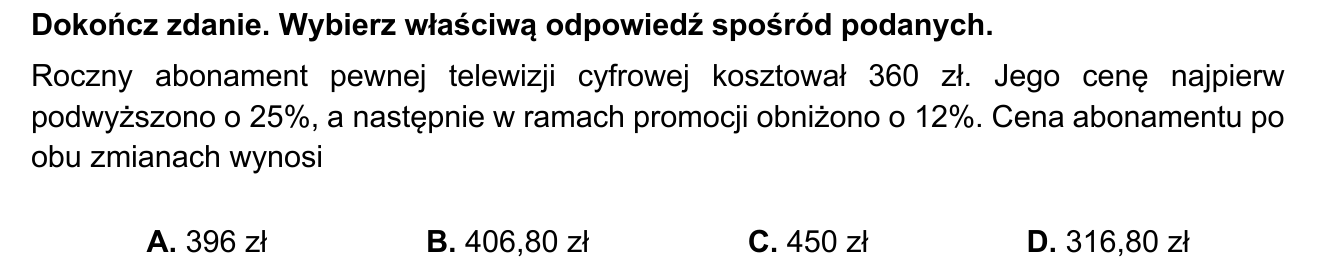 Dokończ zdanie. Wybierz właściwą odpowiedź spośród podanych.
Roczny abonament pewnej telewizji cyfrowej kosztował 360 zł. Jego cenę najpierw
podwyższono o 25%, a następnie w ramach promocji obniżono o 12%. Cena abonamentu po
obu zmianach wynosi
A. 396 zł B. 406,80 zł C. 450 zł D. 316,80 zł